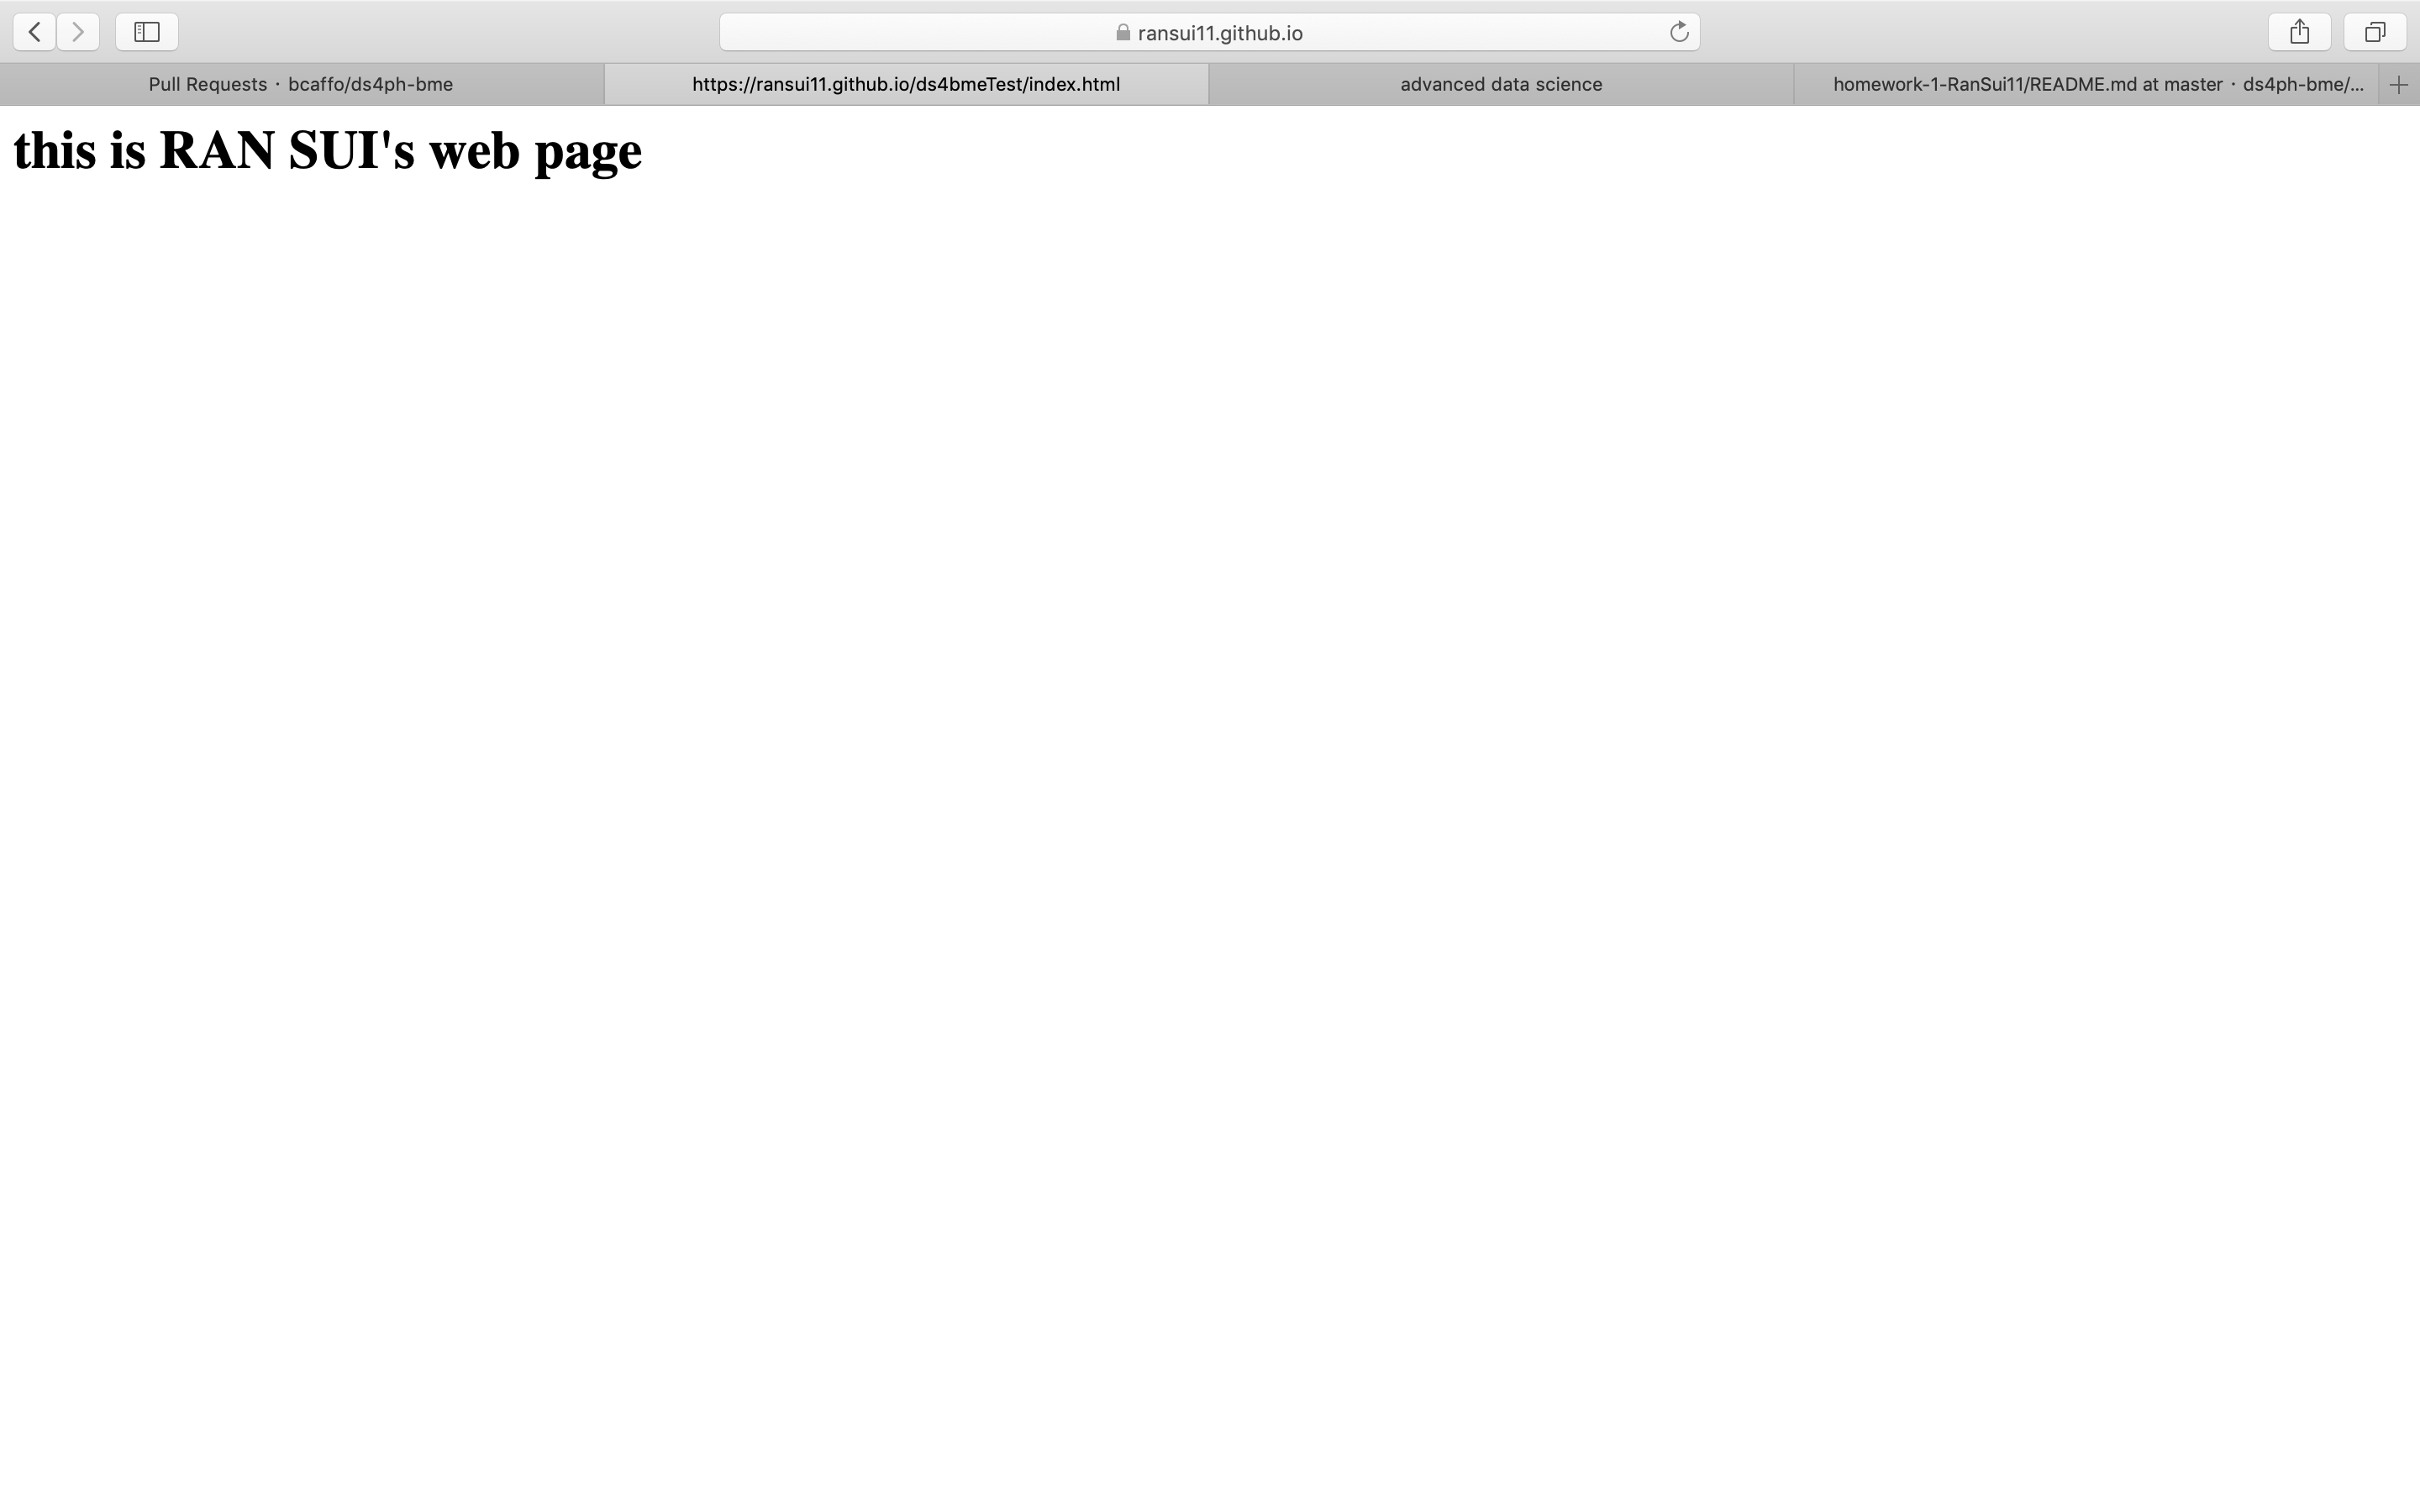 ransui11.github.io
Pull Requests · bcaffo/ds4ph-bme
https://ransui11.github.io/ds4bmeTest/index.html
advanced data science
homework-1-RanSui11/README.md at master · ds4ph-bme/...
this is RAN SUI's web page